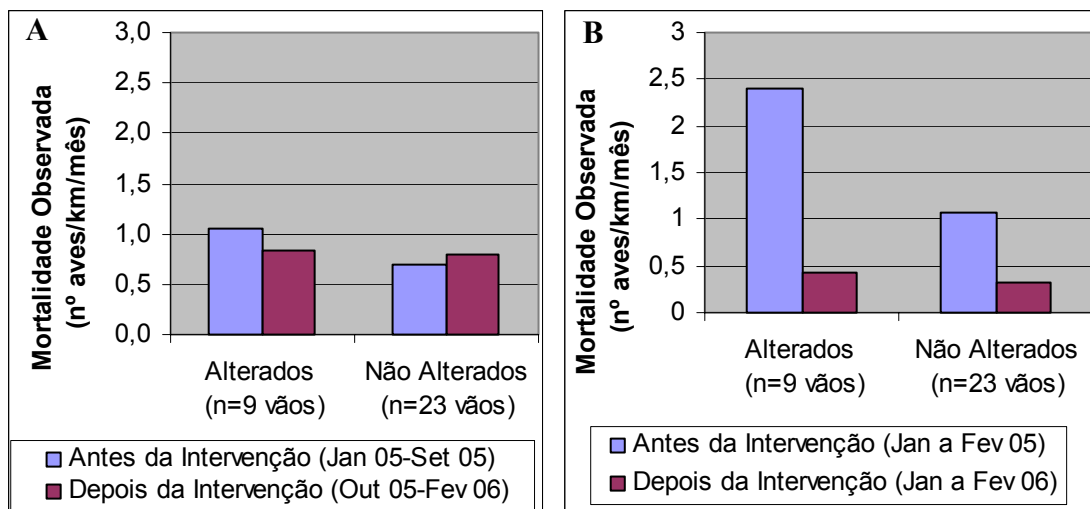 A
Mortalidade Observada
(nº aves/km/mês)
3,0
2,5
2,0
1,5
1,0
0,5
0,0
Alterados
(n=9 vãos)
Não Alterados
(n=23 vãos)
Antes da Intervenção (Jan 05-Set 05)
Depois da Intervenção (Out 05-Fev 06)
B
Mortalidade Observada
(nº aves/km/mês)
3
2,5
2
1,5
1
0,5
0
Alterados
(n=9 vãos)
Não Alterados
(n=23 vãos)
Antes da Intervenção (Jan a Fev 05)
Depois da Intervenção (Jan a Fev 06)